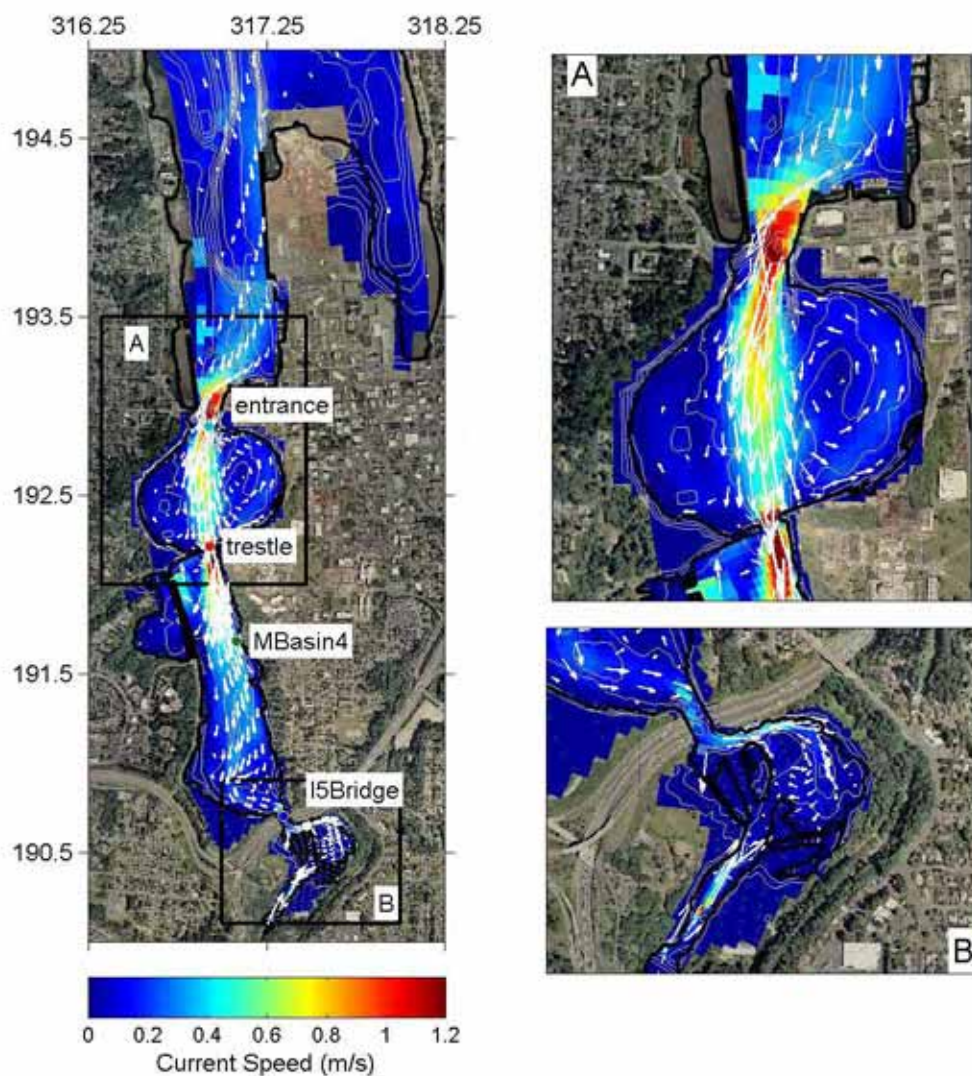 316.25 317.25 318.25
194.5
193.5
192.5
191.5
190.5
A
entrance
trestle
MBasin4
I5Bridge
B
0 0.2 0.4 0.6 0.8 1 1.2
Current Speed (m/s)
A
B